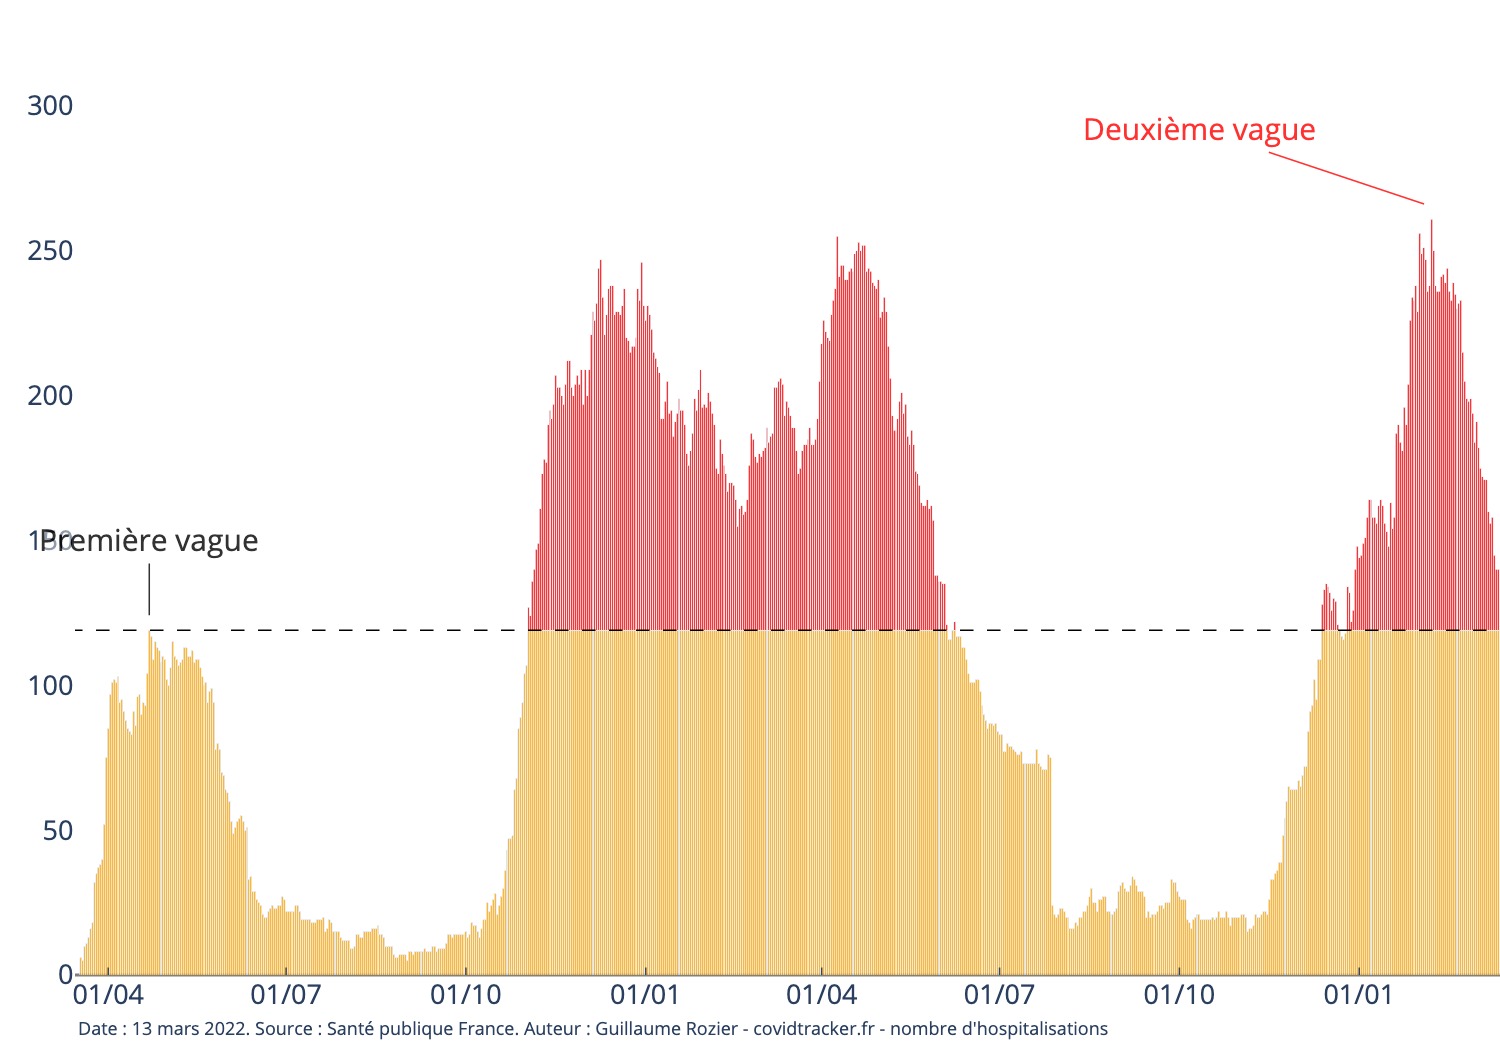 300
Deuxième vague
250
200
150
Première vague
100
50
0
01/04 01/07 01/10 01/01 01/04 01/07 01/10 01/01
Date : 13 mars 2022. Source : Santé publique France. Auteur : Guillaume Rozier - covidtracker.fr - nombre d'hospitalisations